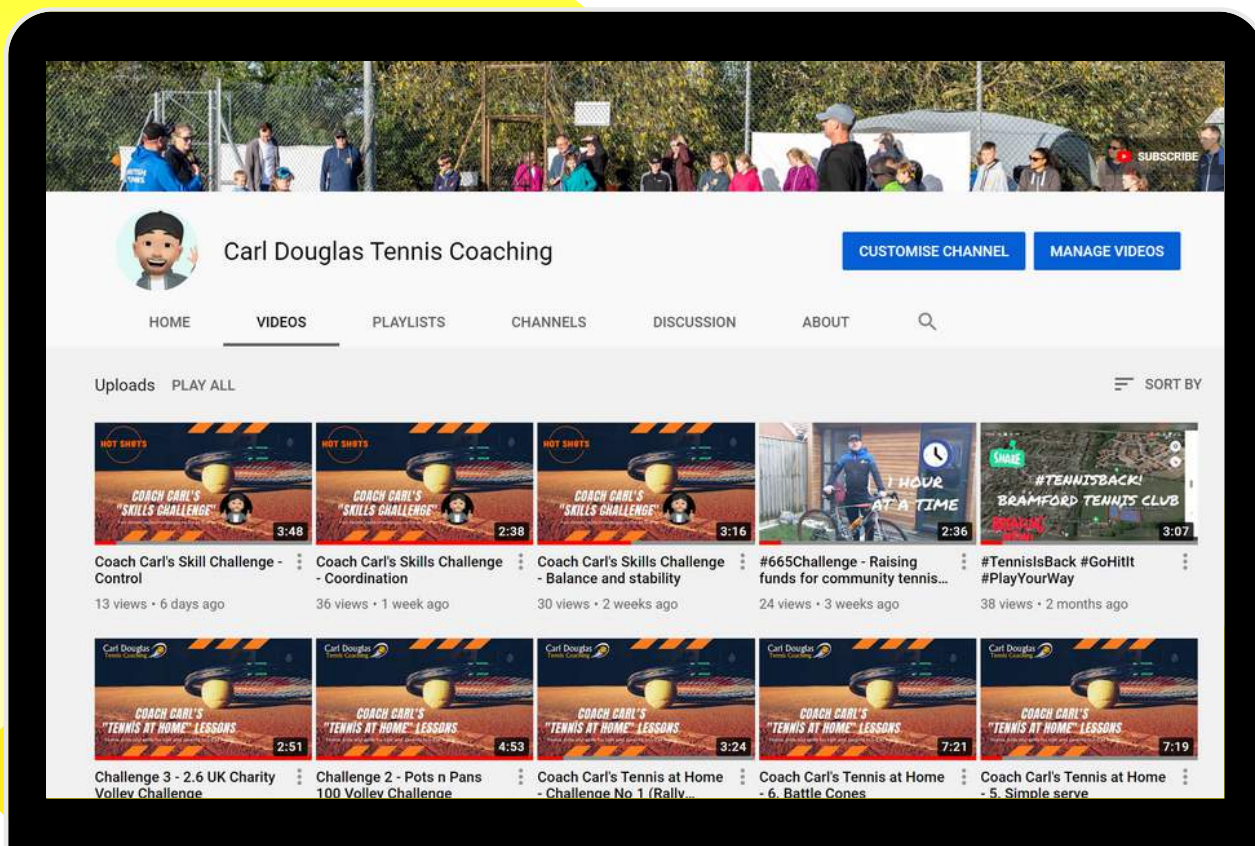 BRITISH
TENNIS
SUBSCRIBE
Carl Douglas Tennis Coaching
CUSTOMISE CHANNEL
MANAGE VIDEOS
HOME VIDEOS PLAYLISTS CHANNELS DISCUSSION ABOUT
Uploads PLAY ALL
SORT BY
HOT SHOTS
COACH CARL'S
"SKILLS CHALLENGE"
3:48
Coach Carl's Skill Challenge -
Control
13 views • 6 days ago
HOT SHOTS
COACH CARL'S
"SKILLS CHALLENGE"
2:38
Coach Carl's Skills Challenge
- Coordination
36 views • 1 week ago
HOT SHOTS
COACH CARL'S
"SKILLS CHALLENGE"
3:16
Coach Carl's Skills Challenge
- Balance and stability
30 views • 2 weeks ago
1 HOUR
AT A TIME
2:36
#665Challenge - Raising
funds for community tennis...
24 views • 3 weeks ago
SHARE
#TENNISBACK!
BRAMFORD TENNIS CLUB
3:07
#TennisIsBack #GoHitIt
#PlayYourWay
38 views • 2 months ago
Carl Douglas
Tennis Coaching
COACH CARL'S
"TENNIS AT HOME" LESSONS
2:51
Challenge 3 - 2.6 UK Charity
Volley Challenge
Carl Douglas
Tennis Coaching
COACH CARL'S
"TENNIS AT HOME" LESSONS
4:53
Challenge 2 - Pots n Pans
100 Volley Challenge
Carl Douglas
Tennis Coaching
COACH CARL'S
"TENNIS AT HOME" LESSONS
3:24
Coach Carl's Tennis at Home
- Challenge No 1 (Rally...
Carl Douglas
Tennis Coaching
COACH CARL'S
"TENNIS AT HOME" LESSONS
7:21
Coach Carl's Tennis at Home
- 6. Battle Cones
Carl Douglas
Tennis Coaching
COACH CARL'S
"TENNIS AT HOME" LESSONS
7:19
Coach Carl's Tennis at Home
- 5. Simple serve